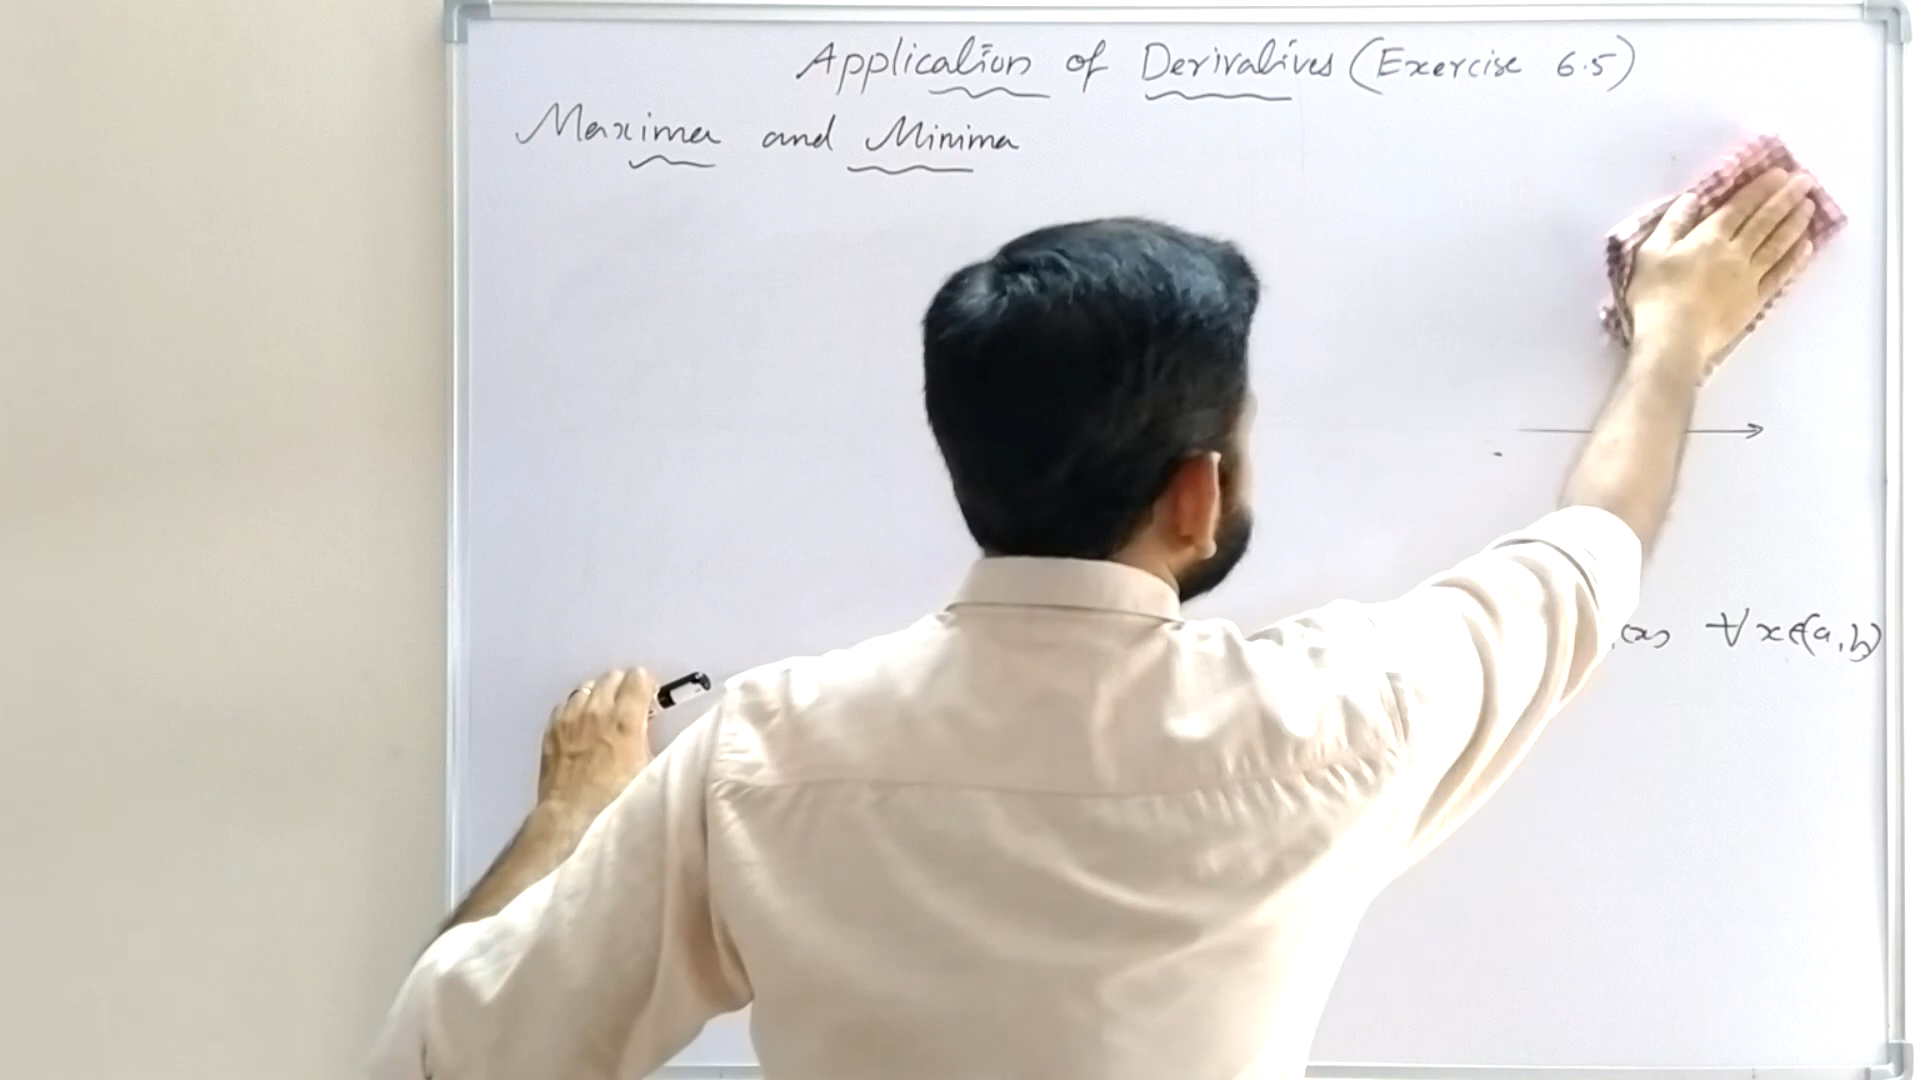 Application of Derivatives (Exercise 6.5)
Maxima and Minima
(x) ∀ x ∈ (a, b)